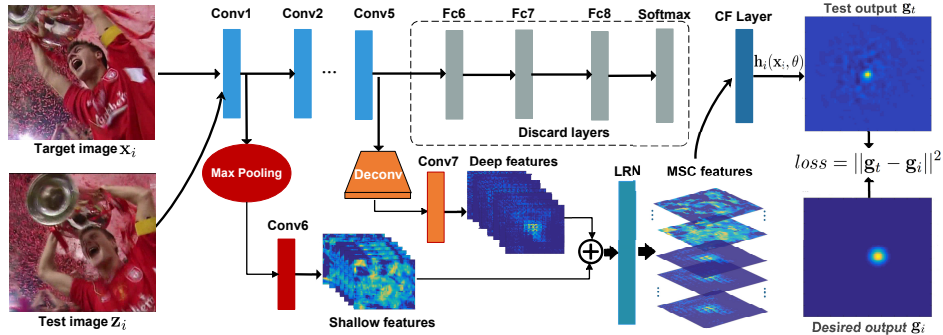 Conv1 Conv2 ... Conv5 Fc6 Fc7 Fc8 Softmax CF Layer Test output g_t
h_i(x_i, θ)
Discard layers
Target image x_i
Max Pooling Deconv Conv7 Deep features LRN MSC features
loss = ||g_t − g_i||^2
Conv6
Shallow features
Test image z_i
Desired output g_i